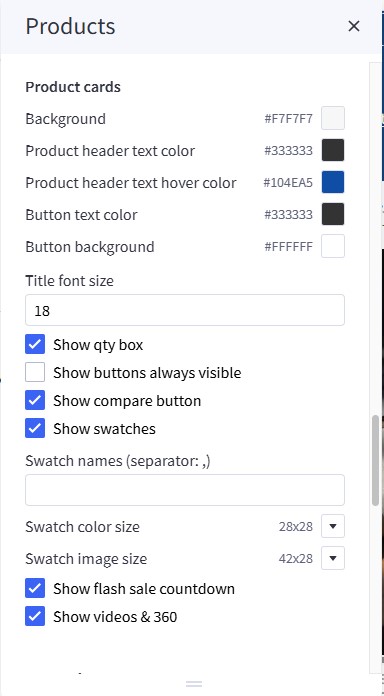 Products
Product cards
Background #F7F7F7
Product header text color #333333
Product header text hover color #104EA5
Button text color #333333
Button background #FFFFFF
Title font size
18
Show qty box
Show buttons always visible
Show compare button
Show swatches
Swatch names (separator: ,)
Swatch color size 28x28
Swatch image size 42x28
Show flash sale countdown
Show videos & 360